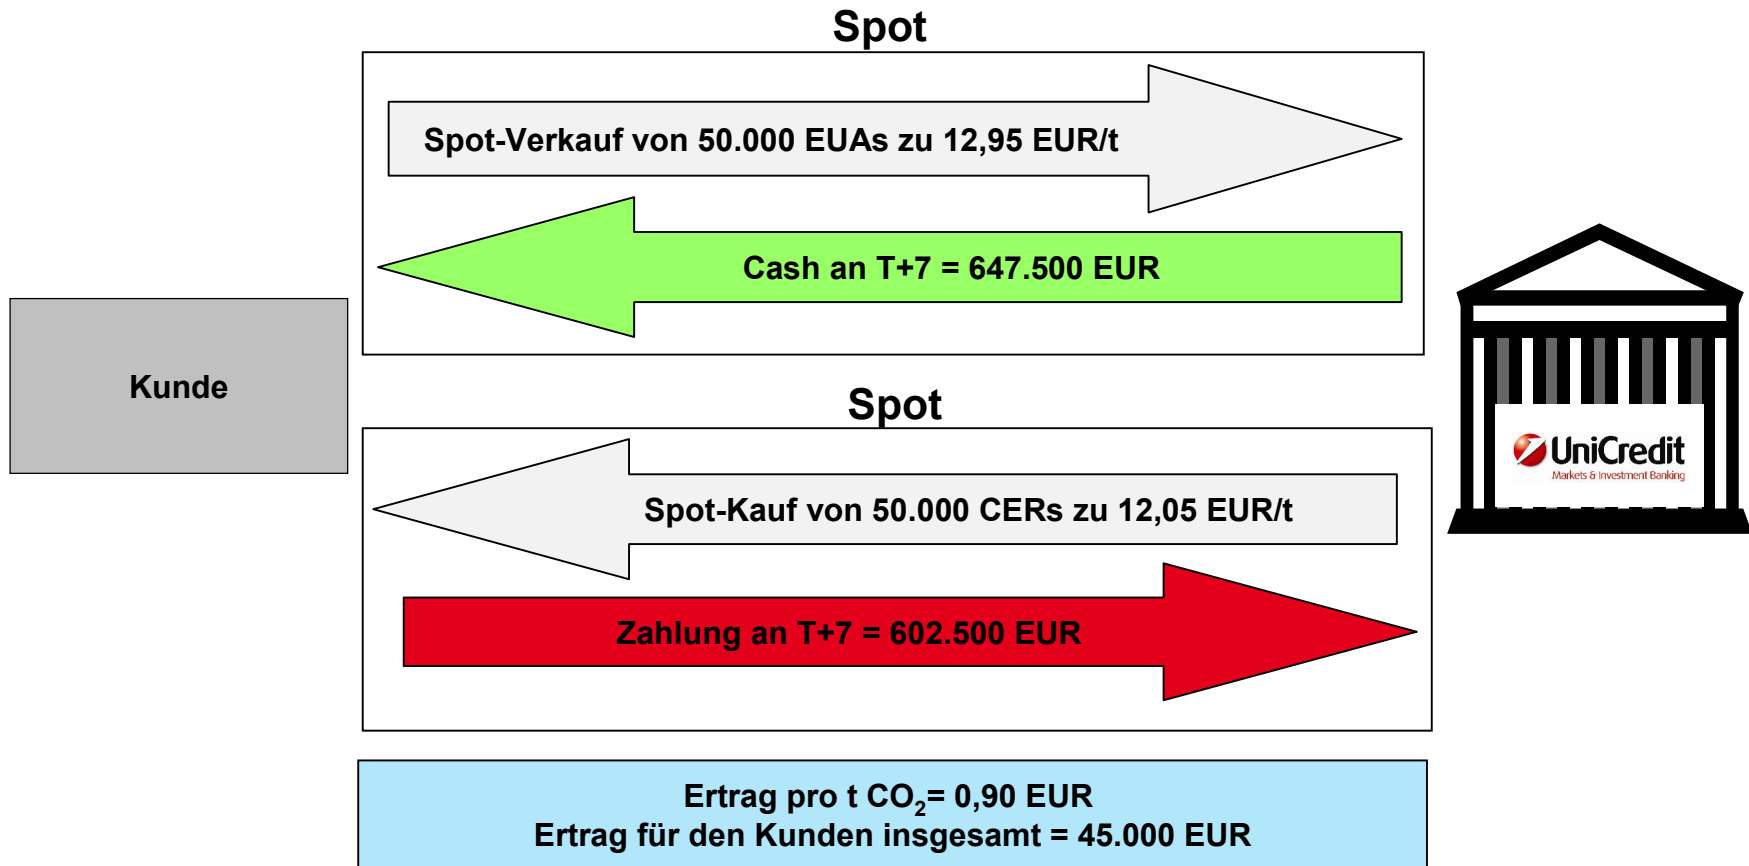 Spot
Spot-Verkauf von 50.000 EUAs zu 12,95 EUR/t
Cash an T+7 = 647.500 EUR
Kunde
Spot
UniCredit
Markets & Investment Banking
Spot-Kauf von 50.000 CERs zu 12,05 EUR/t
Zahlung an T+7 = 602.500 EUR
Ertrag pro t CO₂= 0,90 EUR
Ertrag für den Kunden insgesamt = 45.000 EUR